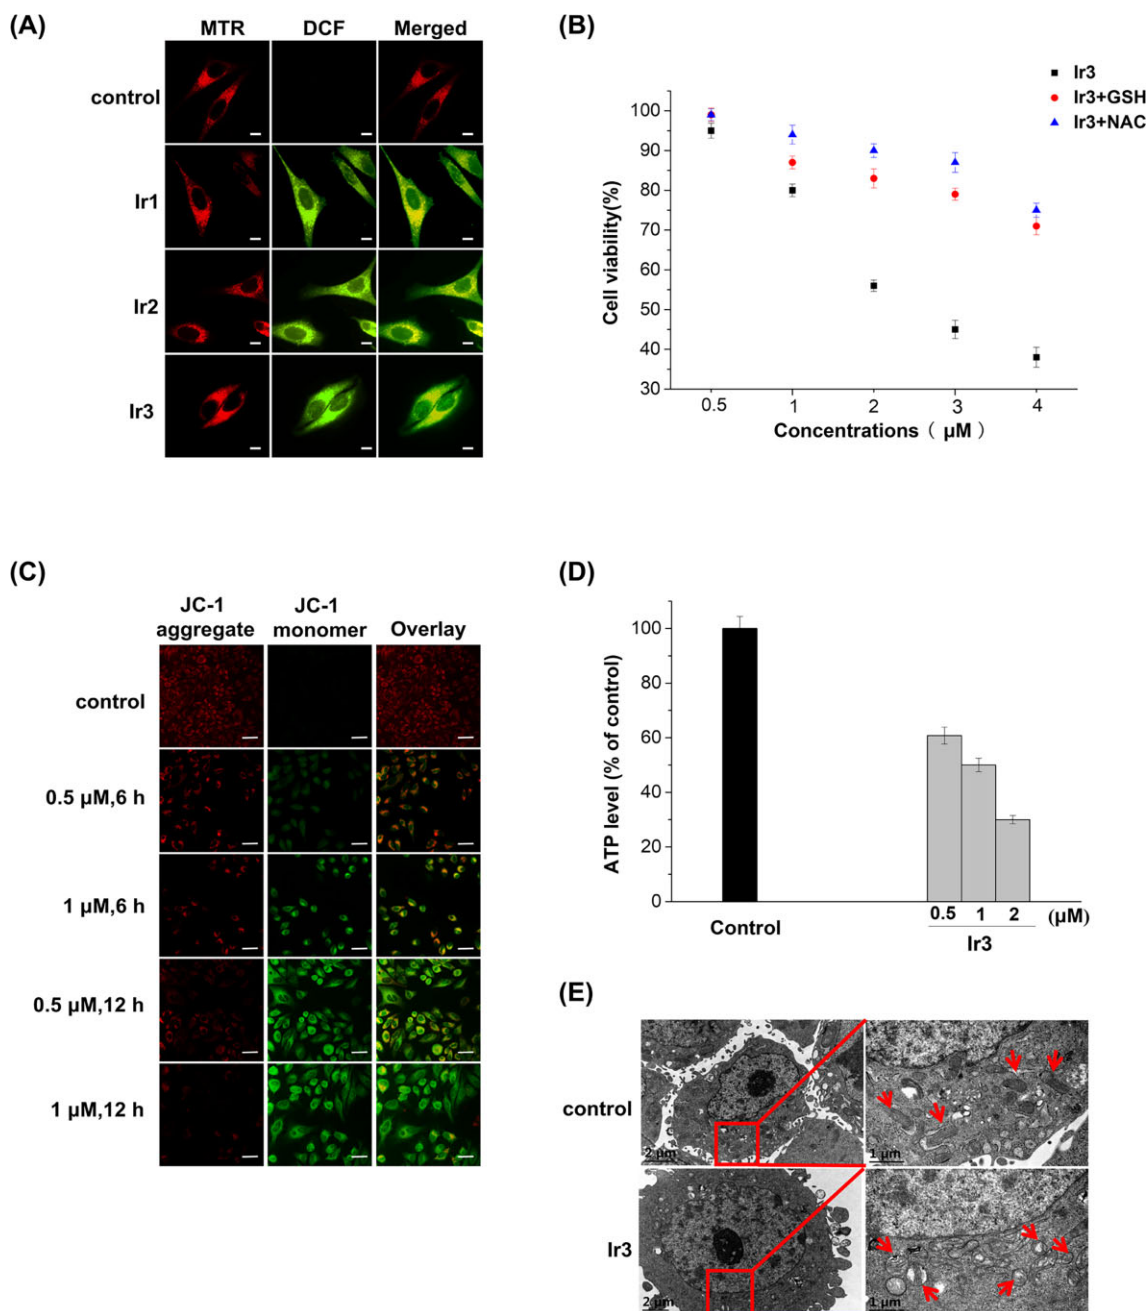 (A)
MTR DCF Merged
control
Ir1
Ir2
Ir3
(B)
Ir3
Ir3+GSH
Ir3+NAC
Cell viability(%)
100
90
80
70
60
50
40
30
0.5 1 2 3 4
Concentrations ( μM )
(C)
JC-1 aggregate
JC-1 monomer
Overlay
control
0.5 μM,6 h
1 μM,6 h
0.5 μM,12 h
1 μM,12 h
(D)
ATP level (% of control)
100
80
60
40
20
0
Control
0.5 1 2 (μM)
Ir3
(E)
control
2 μm
1 μm
Ir3
2 μm
1 μm